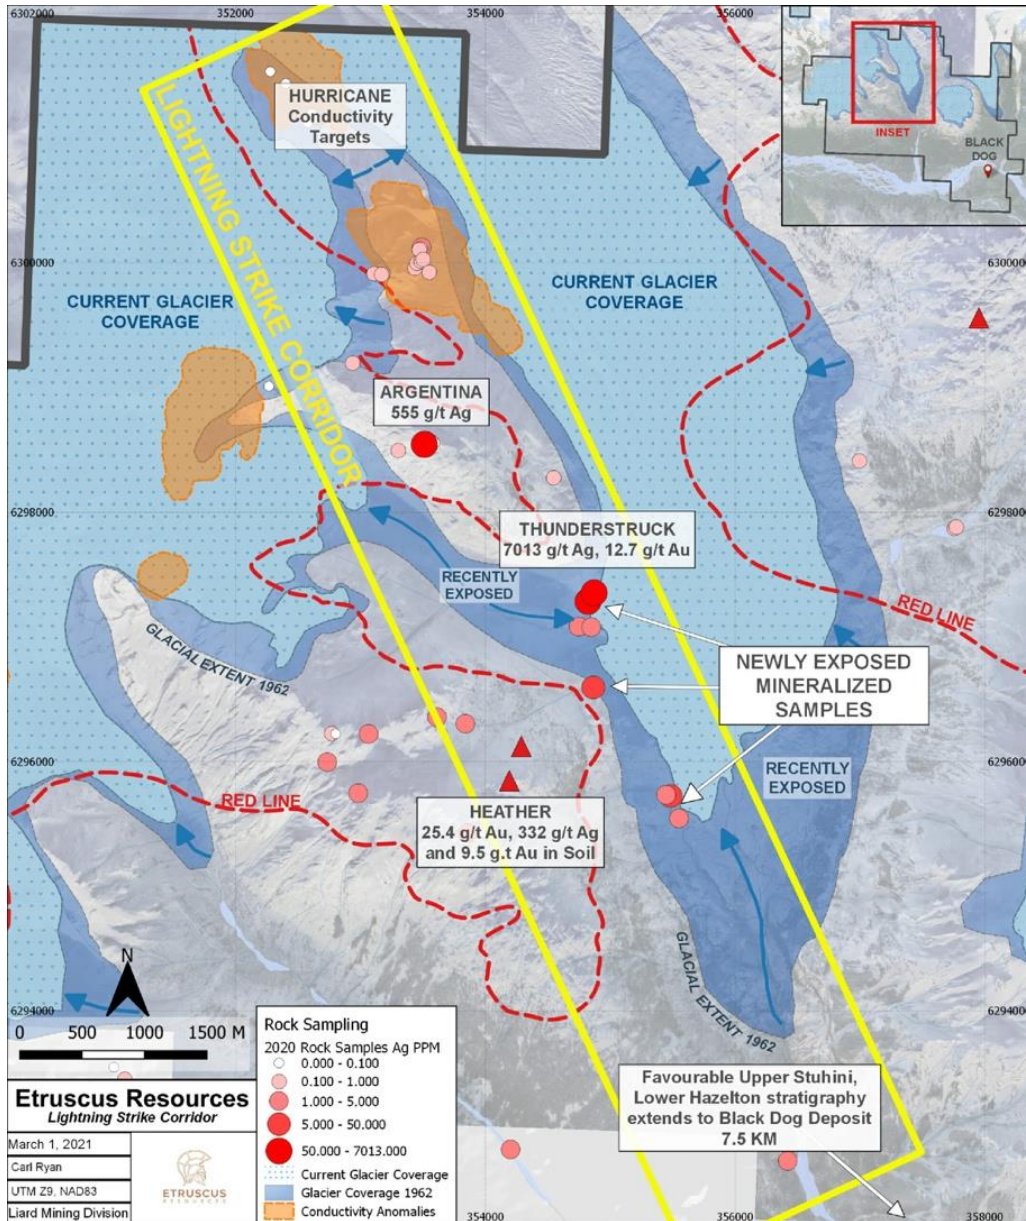 352000
354000
356000
6302000
HURRICANE
Conductivity
Targets
LIGHTNING STRIKE CORRIDOR
INSET
BLACK
DOG
6300000
6300000
CURRENT GLACIER
COVERAGE
CURRENT GLACIER
COVERAGE
ARGENTINA
555 g/t Ag
6298000
6298000
THUNDERSTRUCK
7013 g/t Ag, 12.7 g/t Au
RECENTLY
EXPOSED
RED LINE
GLACIAL EXTENT 1962
NEWLY EXPOSED
MINERALIZED
SAMPLES
6296000
6296000
RECENTLY
EXPOSED
RED LINE
HEATHER
25.4 g/t Au, 332 g/t Ag
and 9.5 g.t Au in Soil
GLACIAL EXTENT 1962
6294000
6294000
N
0 500 1000 1500 M
Rock Sampling
2020 Rock Samples Ag PPM
0.000 - 0.100
0.100 - 1.000
1.000 - 5.000
5.000 - 50.000
50.000 - 7013.000
Current Glacier Coverage
Glacier Coverage 1962
Conductivity Anomalies
Favourable Upper Stuhini,
Lower Hazelton stratigraphy
extends to Black Dog Deposit
7.5 KM
Etruscus Resources
Lightning Strike Corridor
March 1, 2021
Carl Ryan
UTM Z9, NAD83
Liard Mining Division
ETRUSCUS
RESOURCES
354000
356000
358000